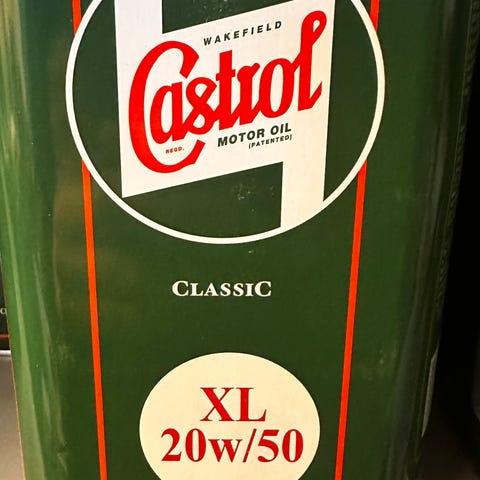 WAKEFIELD
Castrol
REGD.
MOTOR OIL
(PATENTED)
CLASSIC
XL
20w/50